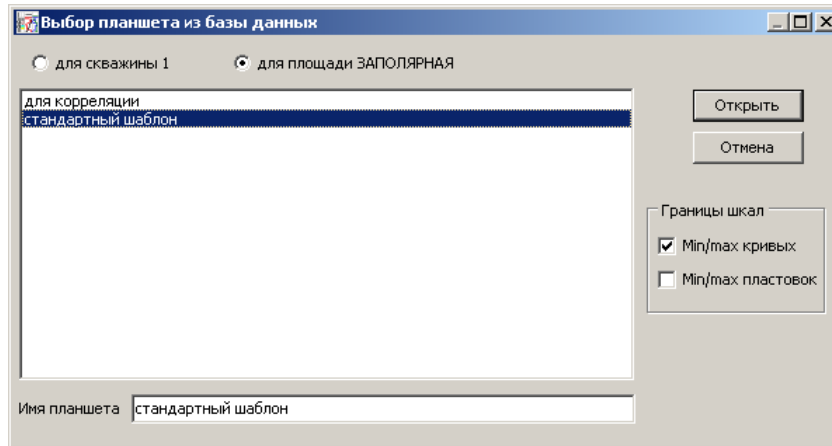 Выбор планшета из базы данных
для скважины 1
для площади ЗАПОЛЯРНАЯ
для корреляции
стандартный шаблон
Открыть
Отмена
Границы шкал
Min/max кривых
Min/max пластовок
Имя планшета
стандартный шаблон